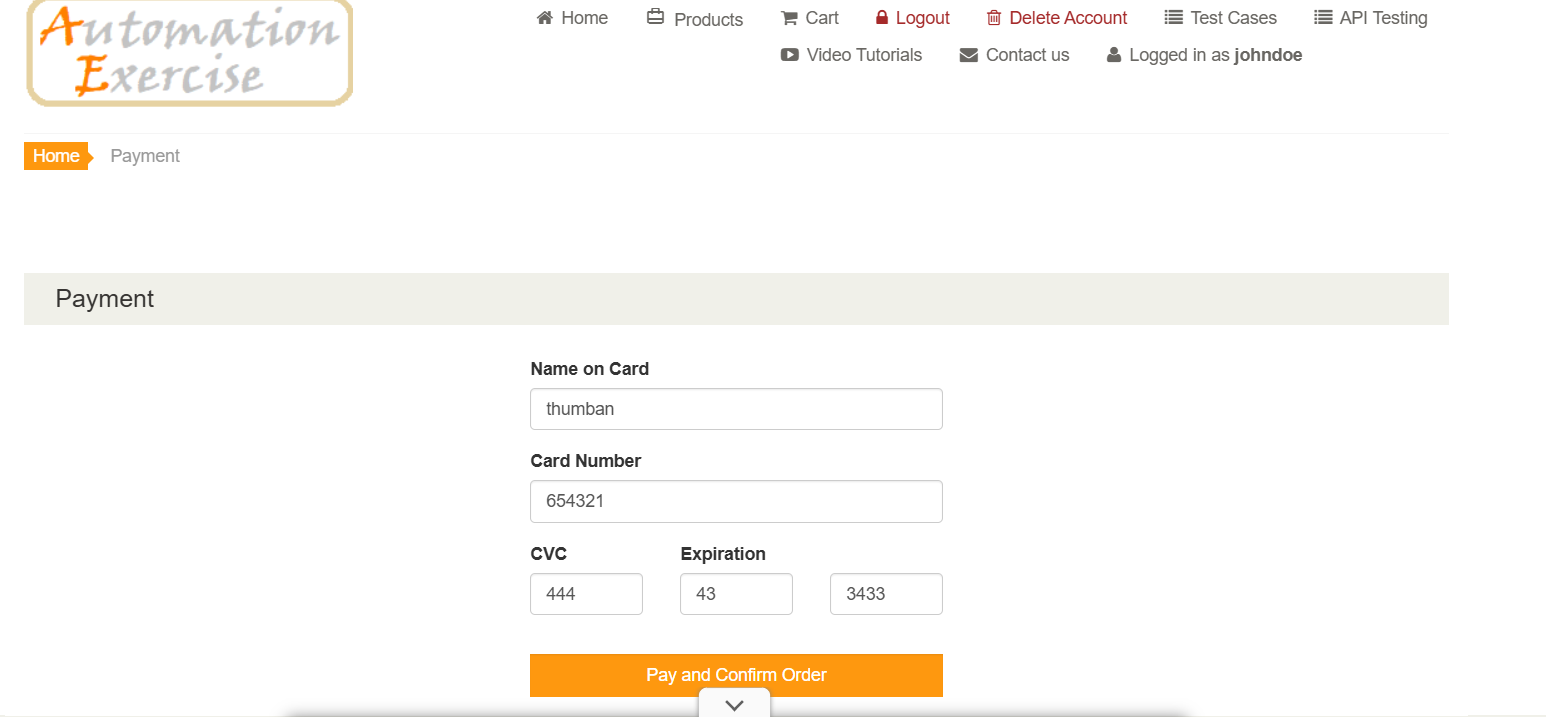 Automation
Exercise
Home Products Cart Logout Delete Account Test Cases API Testing
Video Tutorials Contact us Logged in as johndoe
Home Payment
Payment
Name on Card
thumban
Card Number
654321
CVC Expiration
444 43 3433
Pay and Confirm Order